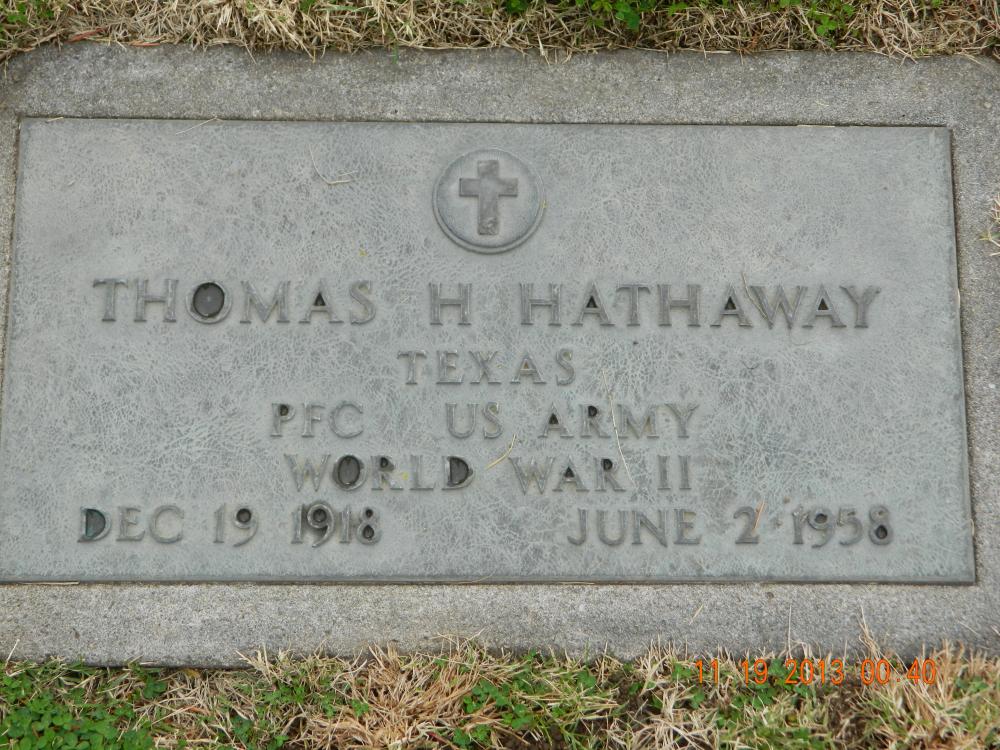 THOMAS H HATHAWAY
TEXAS
PFC US ARMY
WORLD WAR II
DEC 19 1918 JUNE 2 1958
11 19 2013 00 40